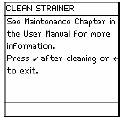 CLEAN STRAINER
See Maintenance Chapter in
the User Manual for more
information.
Press ✓ after cleaning or ←
to exit.